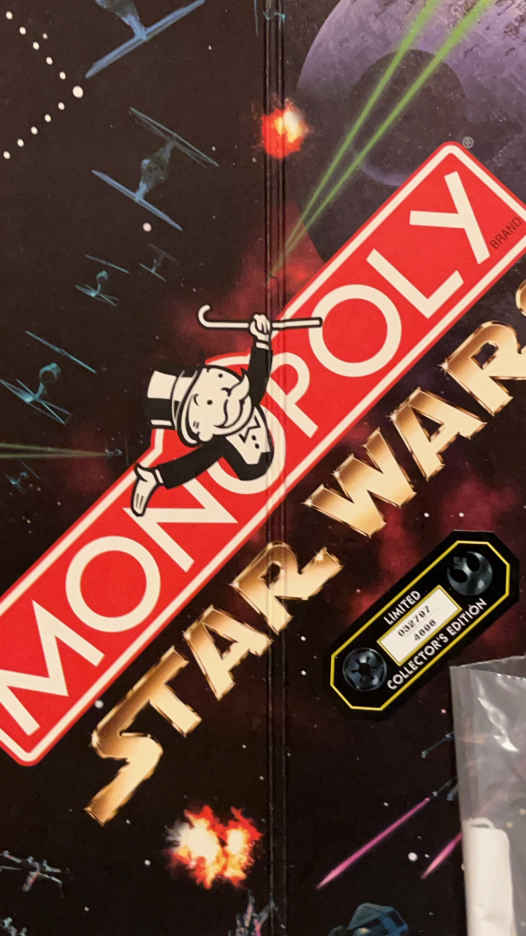 MONOPOLY
®
BRAND
STAR WARS
LIMITED
032707
4000
COLLECTOR'S EDITION